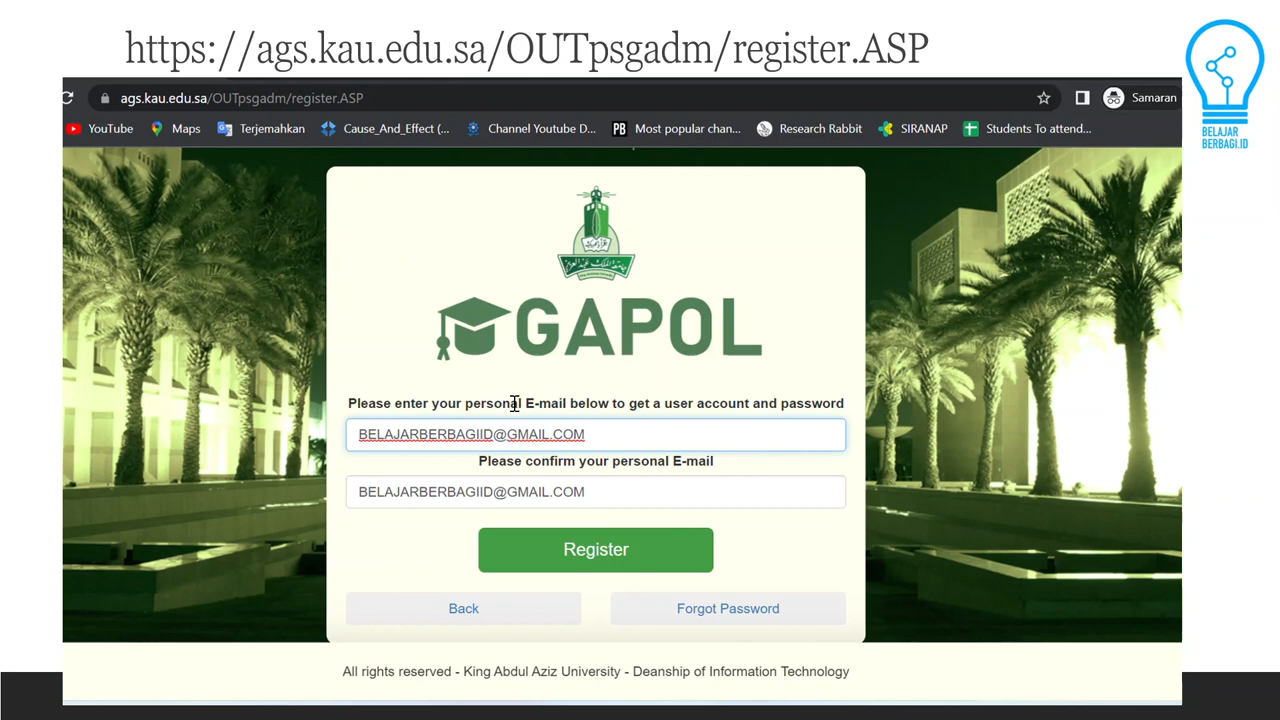 https://ags.kau.edu.sa/OUTpsgadm/register.ASP
BELAJAR
BERBAGI.ID
ags.kau.edu.sa/OUTpsgadm/register.ASP
Samaran
YouTube
Maps
Terjemahkan
Cause_And_Effect (...
Channel Youtube D...
PB
Most popular chan...
Research Rabbit
SIRANAP
Students To attend...
جامعة الملك عبدالعزيز
GAPOL
Please enter your personal E-mail below to get a user account and password
BELAJARBERBAGIID@GMAIL.COM
Please confirm your personal E-mail
BELAJARBERBAGIID@GMAIL.COM
Register
Back
Forgot Password
All rights reserved - King Abdul Aziz University - Deanship of Information Technology